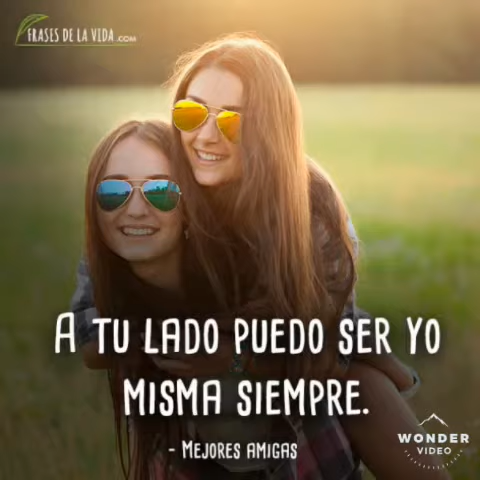 FRASES DE LA VIDA .COM
A TU LADO PUEDO SER YO
MISMA SIEMPRE.
- MEJORES AMIGAS
WONDER
VIDEO